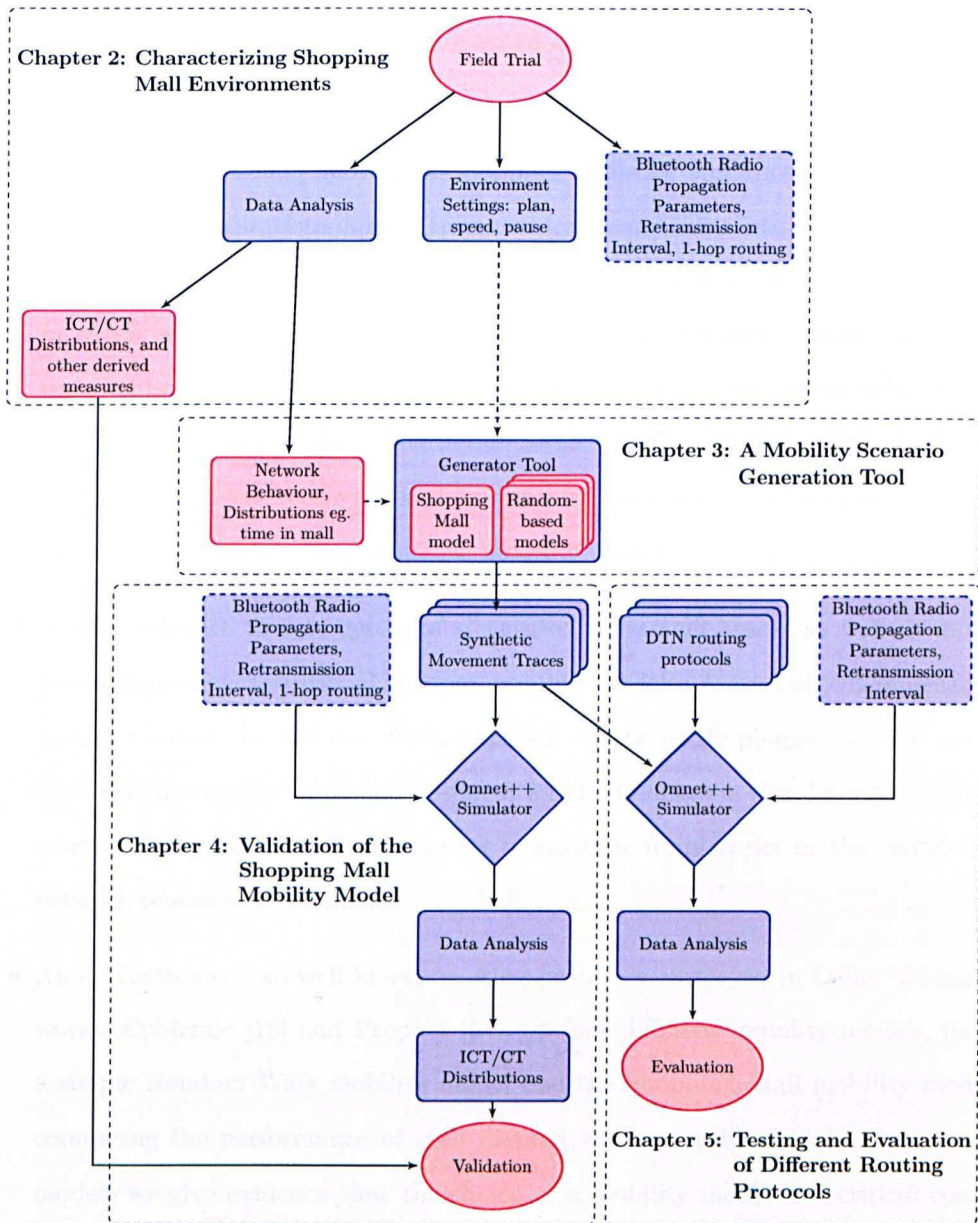 Chapter 2: Characterizing Shopping
Mall Environments
Field Trial
Data Analysis
Environment
Settings: plan,
speed, pause
Bluetooth Radio
Propagation
Parameters,
Retransmission
Interval, 1-hop routing
ICT/CT
Distributions, and
other derived
measures
Chapter 3: A Mobility Scenario
Generation Tool
Network
Behaviour,
Distributions eg.
time in mall
Generator Tool
Shopping
Mall
model
Random-
based models
Bluetooth Radio
Propagation
Parameters,
Retransmission
Interval, 1-hop routing
Synthetic
Movement Traces
DTN routing
protocols
Bluetooth Radio
Propagation
Parameters,
Retransmission
Interval
Omnet++
Simulator
Omnet++
Simulator
Chapter 4: Validation of the
Shopping Mall
Mobility Model
Data Analysis
Data Analysis
ICT/CT
Distributions
Evaluation
Validation
Chapter 5: Testing and Evaluation
of Different Routing
Protocols